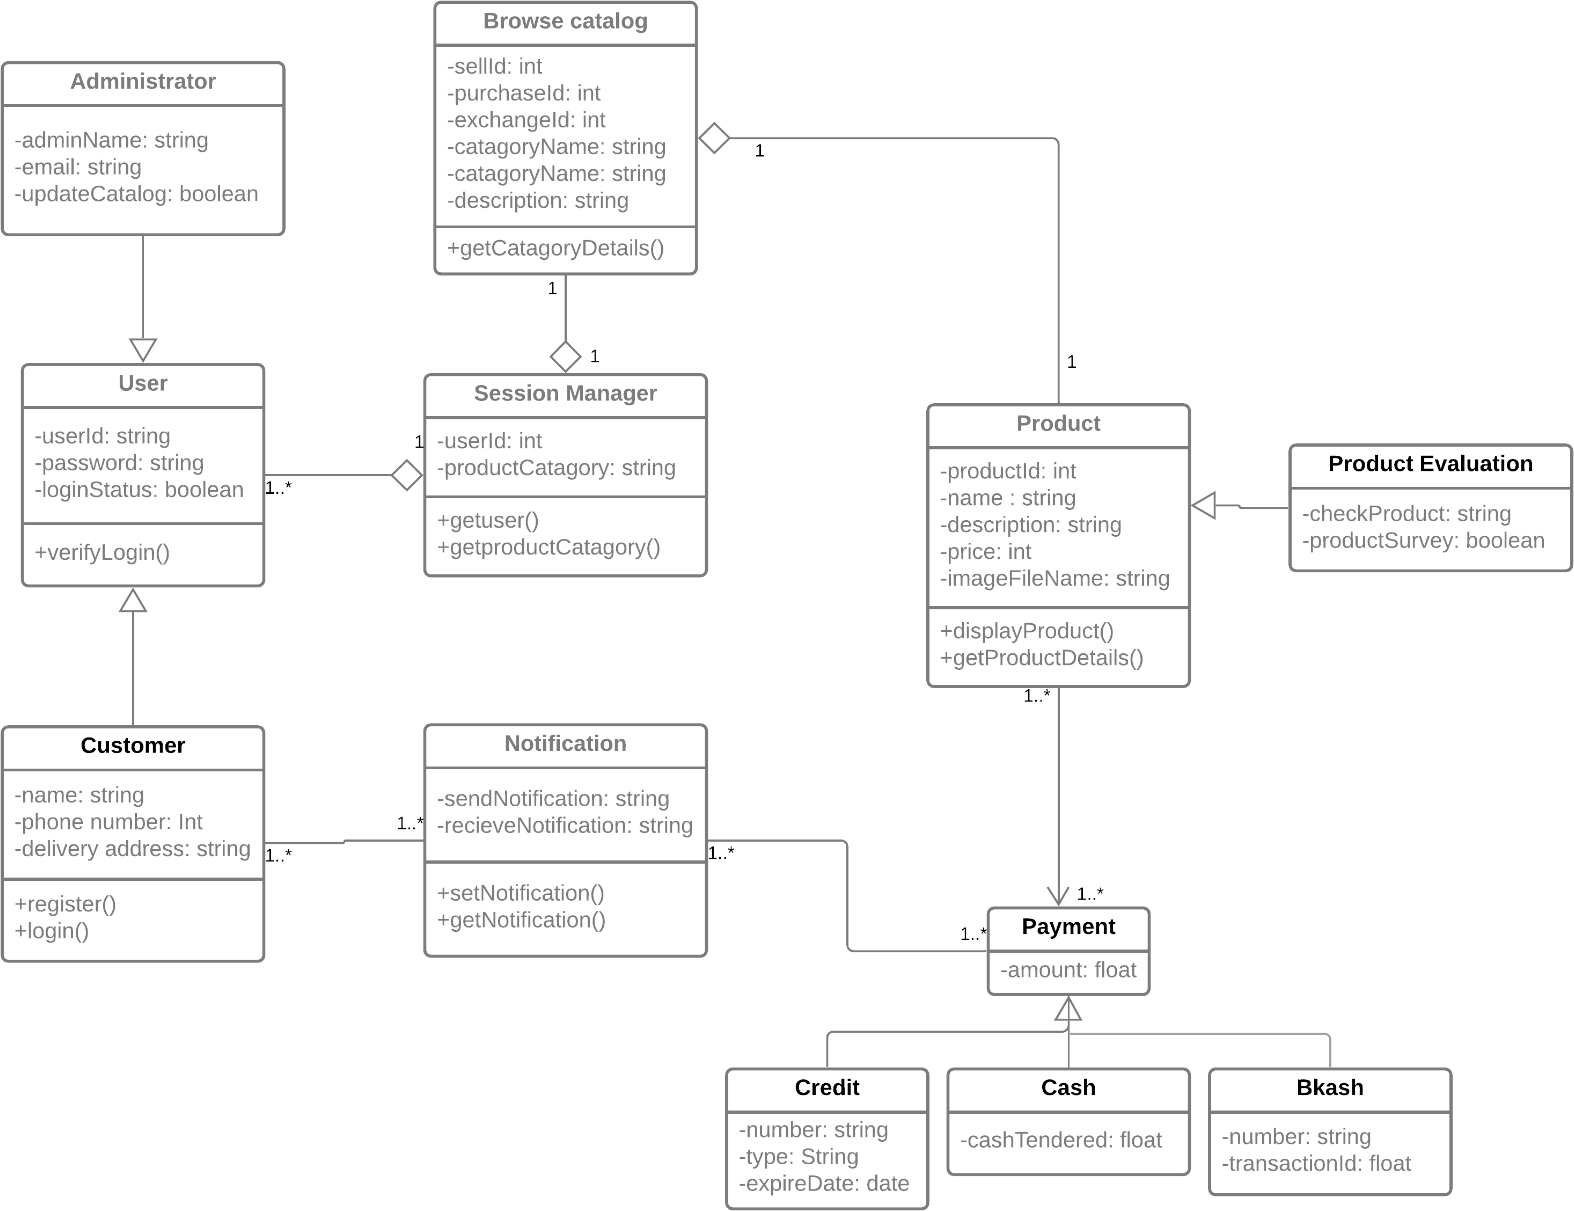 Browse catalog
-sellId: int
-purchaseId: int
-exchangeId: int
-catagoryName: string
-catagoryName: string
-description: string
+getCatagoryDetails()
Administrator
-adminName: string
-email: string
-updateCatalog: boolean
1
1
1
1
User
-userId: string
-password: string
-loginStatus: boolean
+verifyLogin()
1..*
1
Session Manager
-userId: int
-productCatagory: string
+getuser()
+getproductCatagory()
Product
-productId: int
-name : string
-description: string
-price: int
-imageFileName: string
+displayProduct()
+getProductDetails()
Product Evaluation
-checkProduct: string
-productSurvey: boolean
1..*
1..*
Customer
-name: string
-phone number: Int
-delivery address: string
+register()
+login()
1..*
1..*
Notification
-sendNotification: string
-recieveNotification: string
+setNotification()
+getNotification()
1..*
1..*
Payment
-amount: float
Credit
-number: string
-type: String
-expireDate: date
Cash
-cashTendered: float
Bkash
-number: string
-transactionId: float